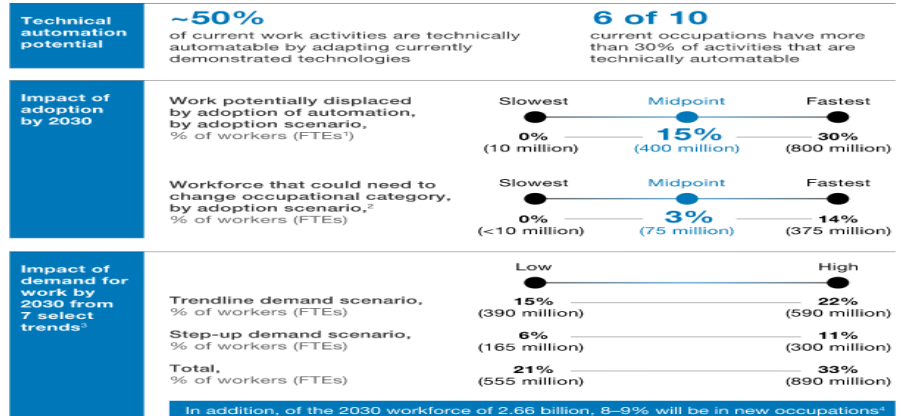 Technical
automation
potential
~50%
of current work activities are technically
automatable by adapting currently
demonstrated technologies
6 of 10
current occupations have more
than 30% of activities that are
technically automatable
Impact of
adoption
by 2030
Work potentially displaced
by adoption of automation,
by adoption scenario,
% of workers (FTEs¹)
Slowest Midpoint Fastest
0% 15% 30%
(10 million) (400 million) (800 million)
Workforce that could need to
change occupational category,
by adoption scenario,²
% of workers (FTEs)
Slowest Midpoint Fastest
0% 3% 14%
(<10 million) (75 million) (375 million)
Impact of
demand for
work by
2030 from
7 select
trends³
Low High
Trendline demand scenario,
% of workers (FTEs)
15% 22%
(390 million) (590 million)
Step-up demand scenario,
% of workers (FTEs)
6% 11%
(165 million) (300 million)
Total,
% of workers (FTEs)
21% 33%
(555 million) (890 million)
In addition, of the 2030 workforce of 2.66 billion, 8–9% will be in new occupations⁴